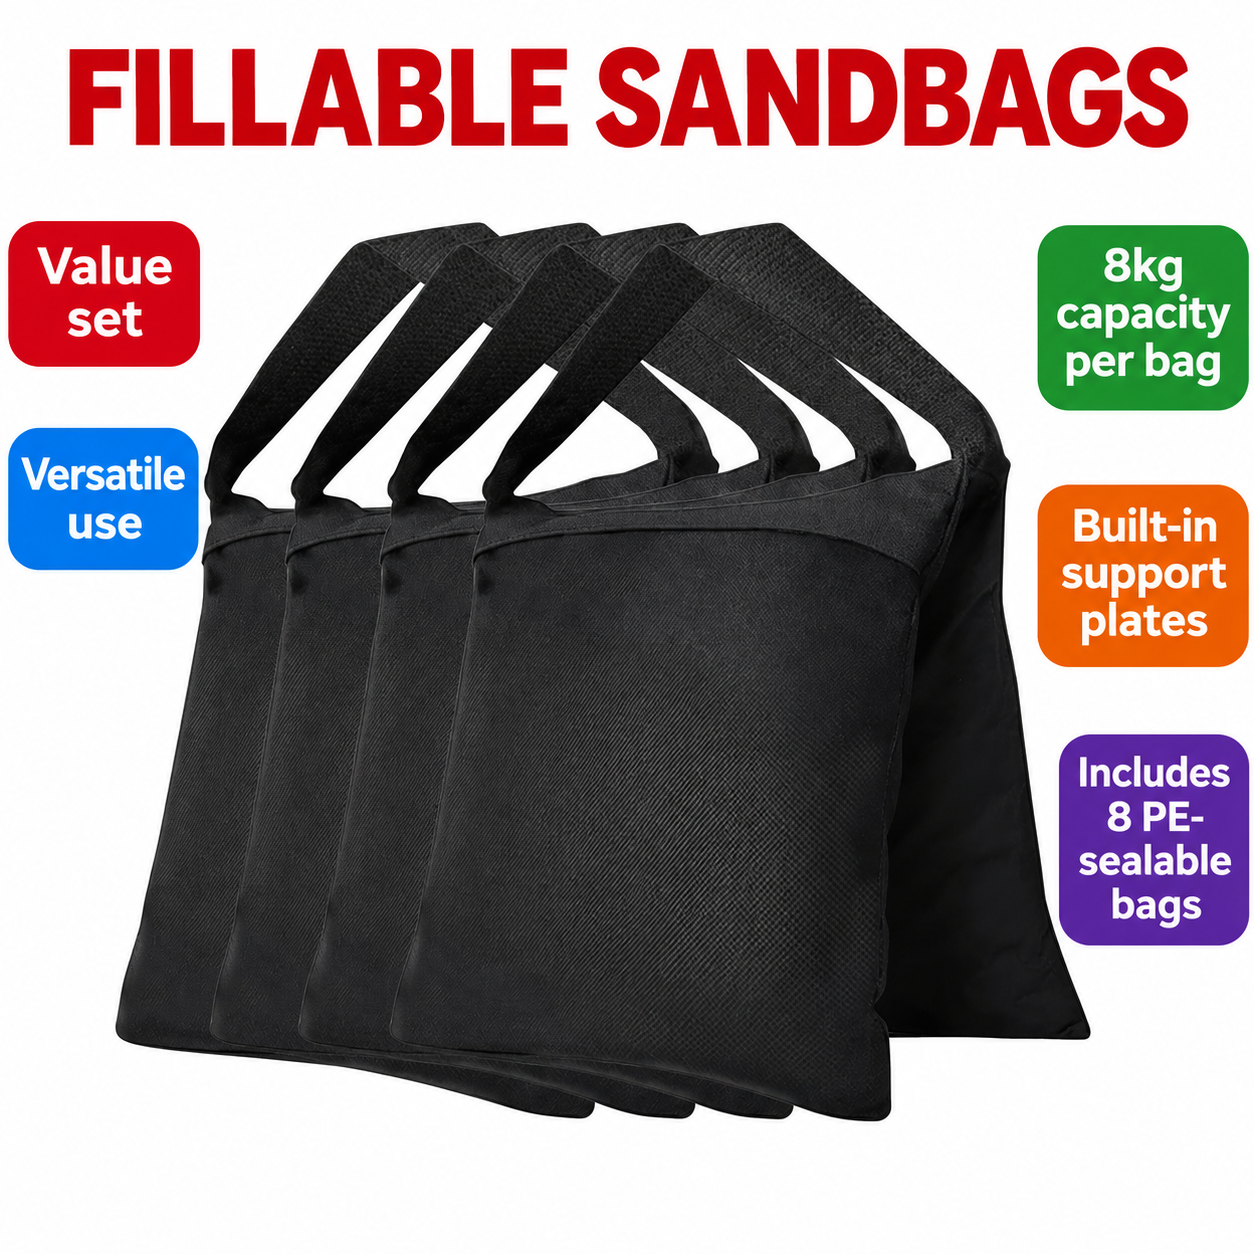 FILLABLE SANDBAGS
Value
set
Versatile
use
8kg
capacity
per bag
Built-in
support
plates
Includes
8 PE-
sealable
bags